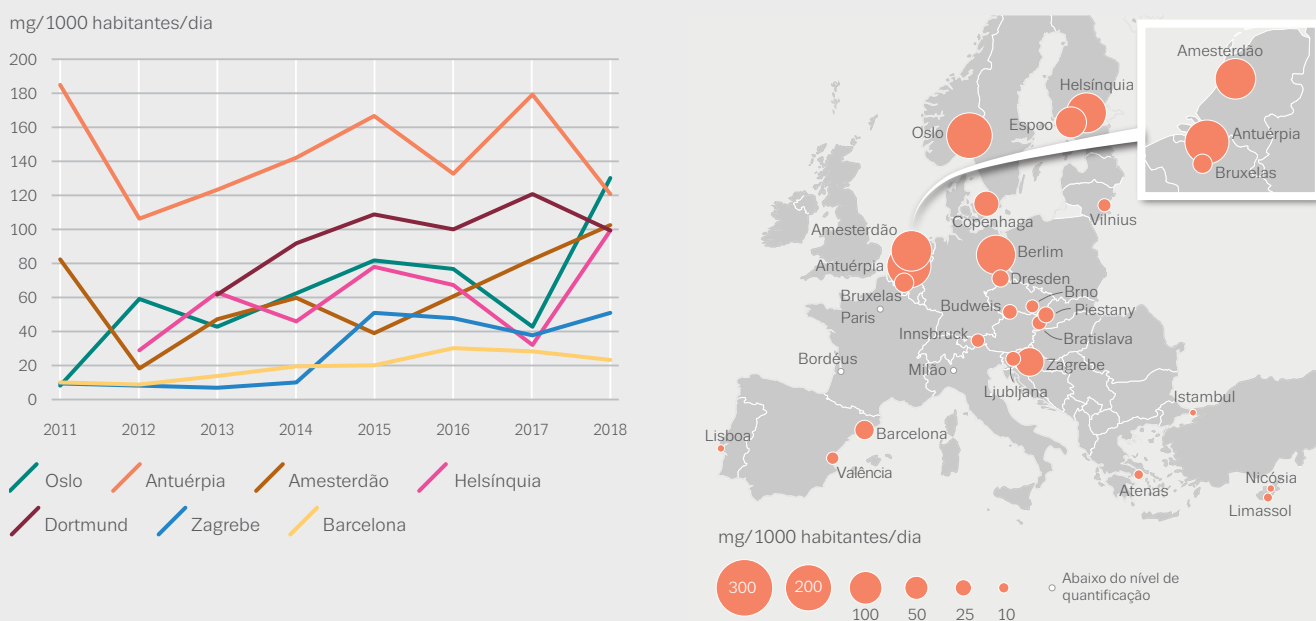 mg/1000 habitantes/dia
200
180
160
140
120
100
80
60
40
20
0
2011 2012 2013 2014 2015 2016 2017 2018
Oslo Antuérpia Amesterdão Helsínquia
Dortmund Zagrebe Barcelona
Amesterdão
Antuérpia
Bruxelas
Helsínquia
Espoo
Oslo
Copenhaga
Vilnius
Amesterdão
Antuérpia
Bruxelas
Paris
Berlim
Dresden
Brno
Budweis
Piešťany
Bratislava
Innsbruck
Bordéus
Milão
Zagrebe
Ljubljana
Istambul
Lisboa
Barcelona
Valência
Atenas
Nicósia
Limassol
mg/1000 habitantes/dia
300 200 100 50 25 10
Abaixo do nível de
quantificação